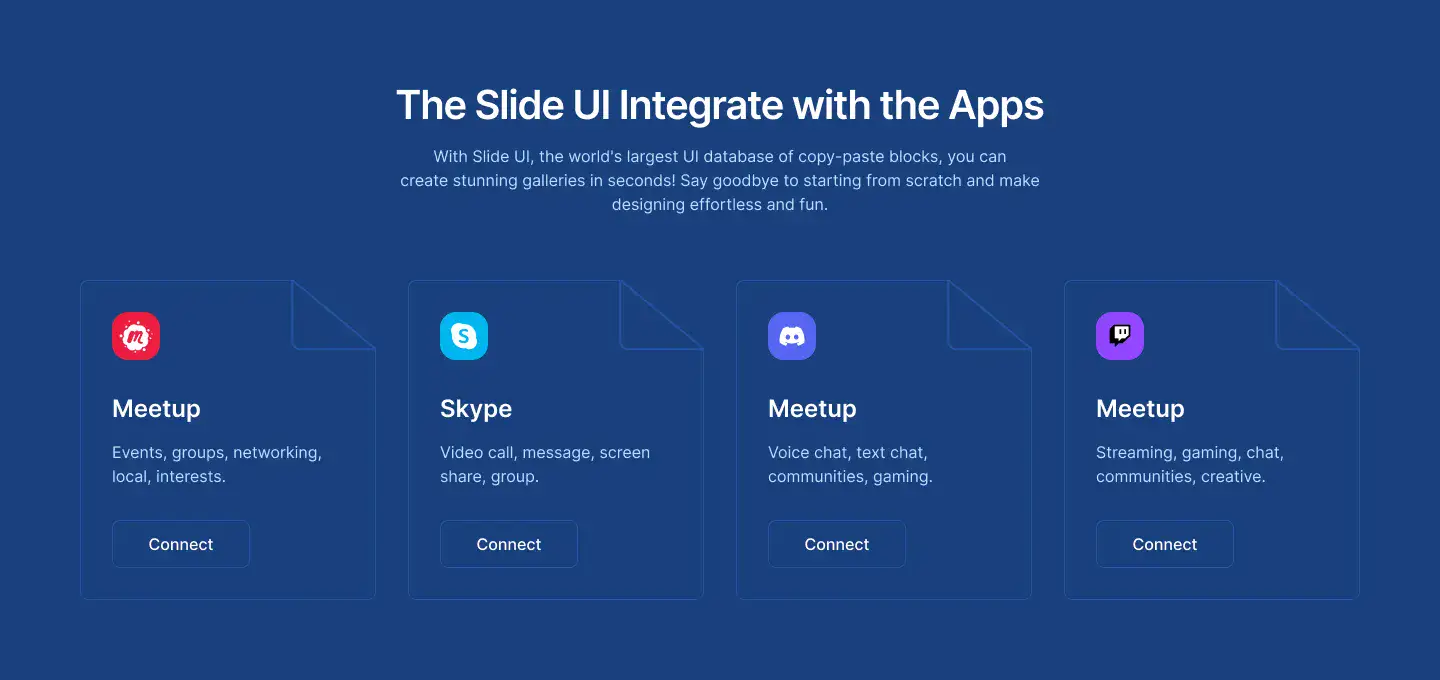 The Slide UI Integrate with the Apps
With Slide UI, the world's largest UI database of copy-paste blocks, you can
create stunning galleries in seconds! Say goodbye to starting from scratch and make
designing effortless and fun.
Meetup
Events, groups, networking,
local, interests.
Connect
Skype
Video call, message, screen
share, group.
Connect
Meetup
Voice chat, text chat,
communities, gaming.
Connect
Meetup
Streaming, gaming, chat,
communities, creative.
Connect